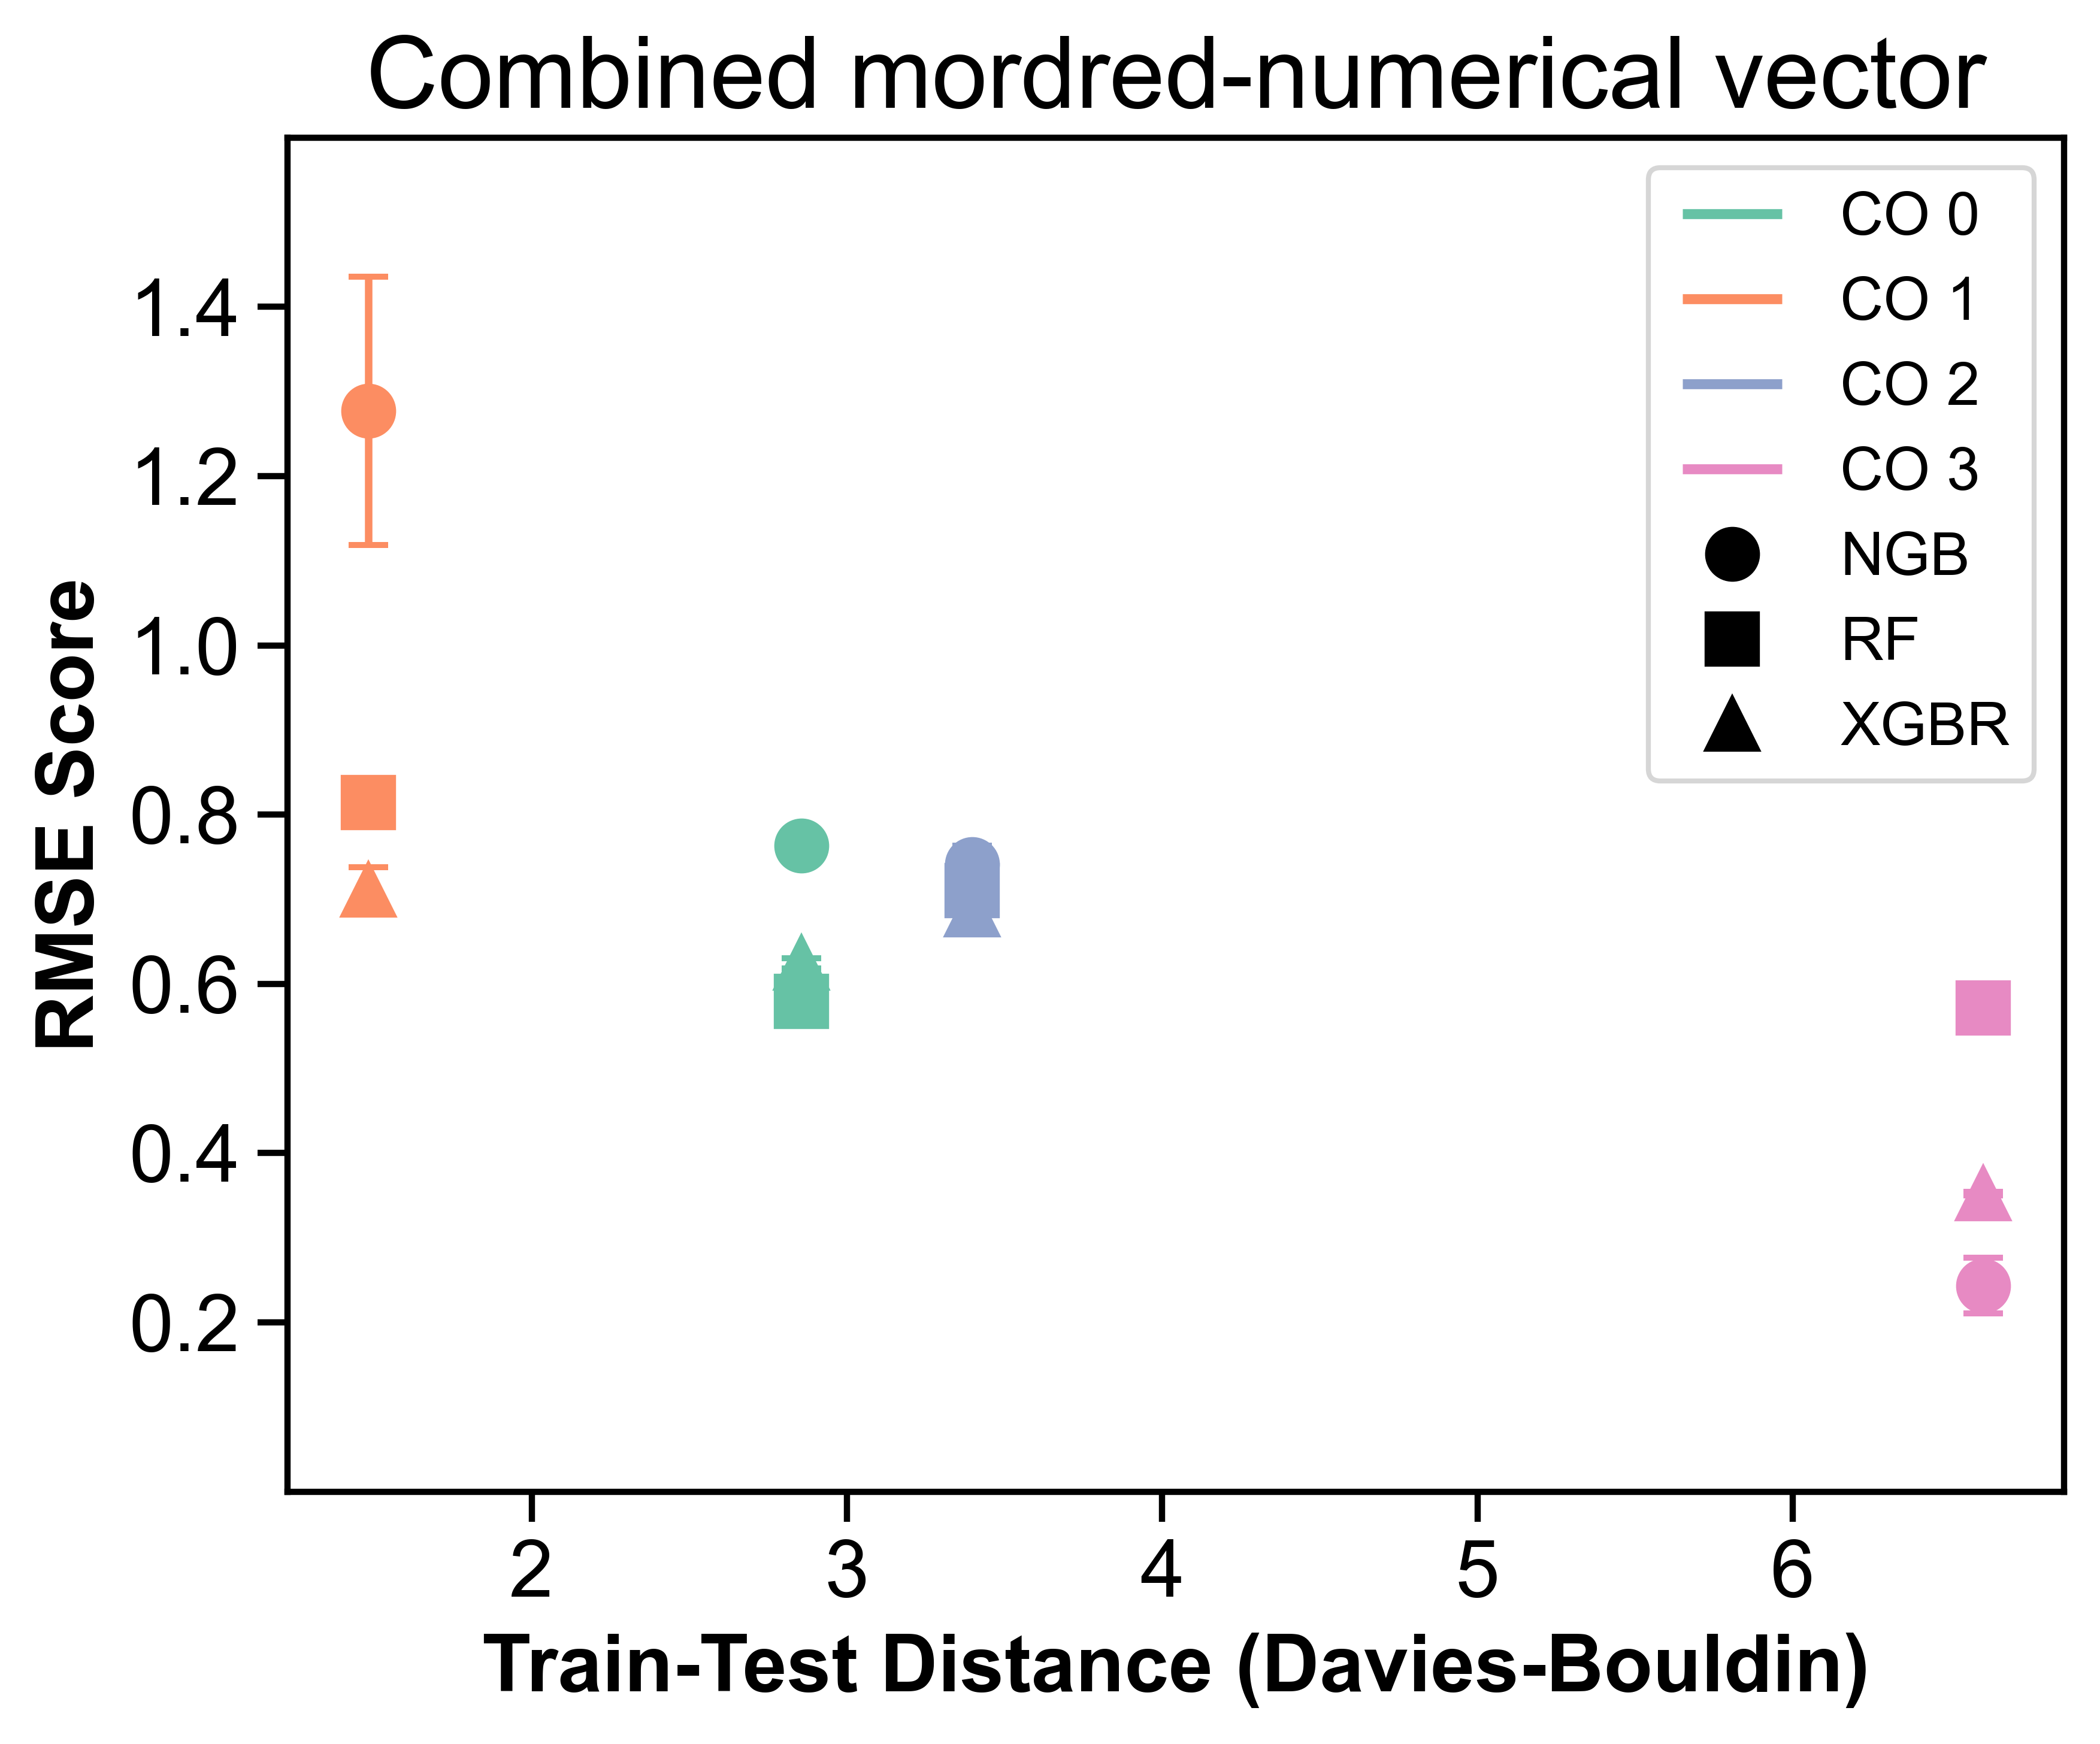 Combined mordred-numerical vector
CO 0
CO 1
CO 2
CO 3
NGB
RF
XGBR
RMSE Score
1.4
1.2
1.0
0.8
0.6
0.4
0.2
2 3 4 5 6
Train-Test Distance (Davies-Bouldin)